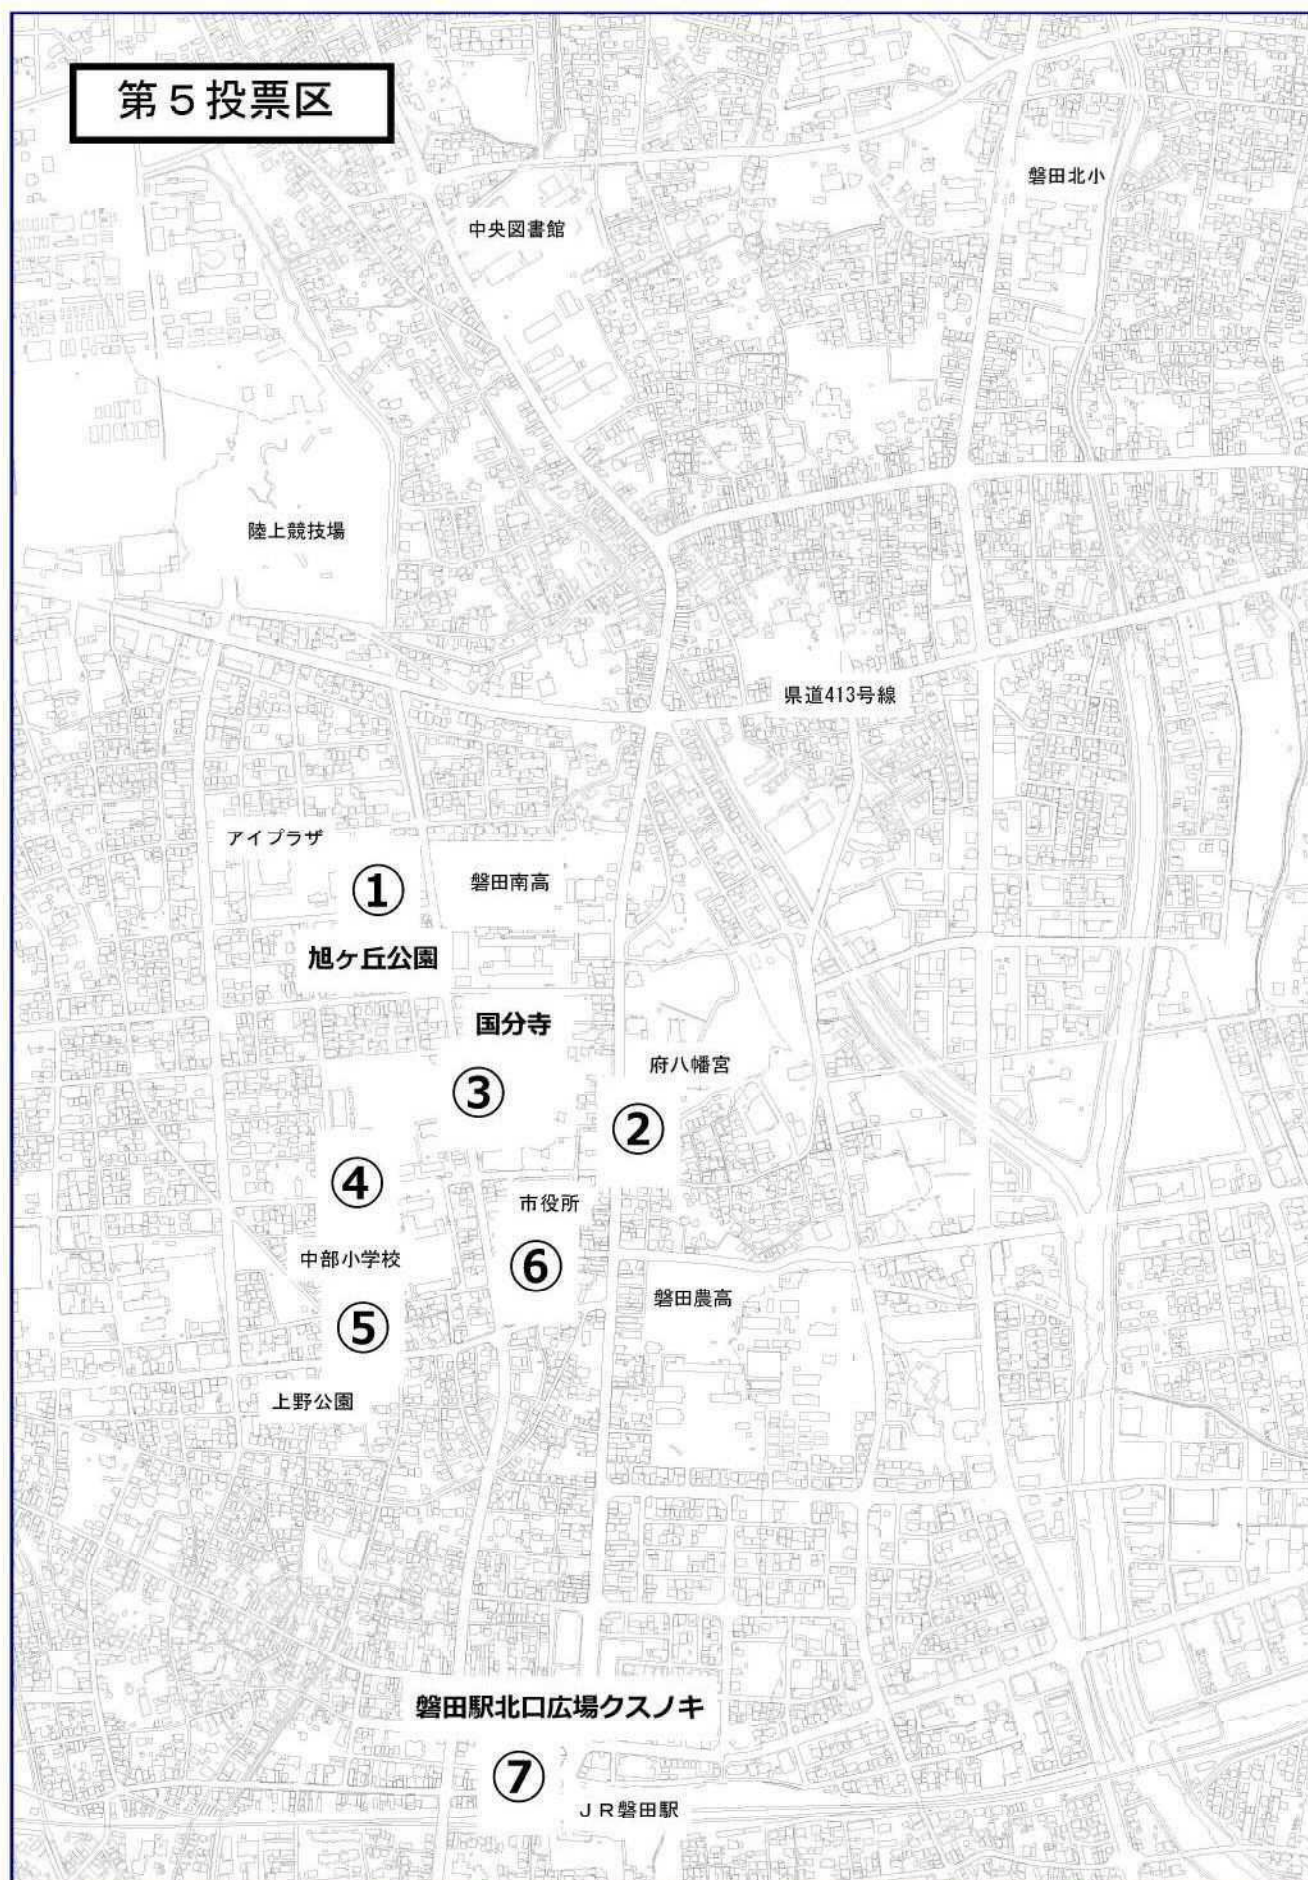 第５投票区
磐田北小
中央図書館
陸上競技場
県道413号線
アイプラザ
①
磐田南高
旭ヶ丘公園
国分寺
府八幡宮
③
②
④
市役所
中部小学校
⑥
磐田農高
⑤
上野公園
磐田駅北口広場クスノキ
⑦
ＪＲ磐田駅